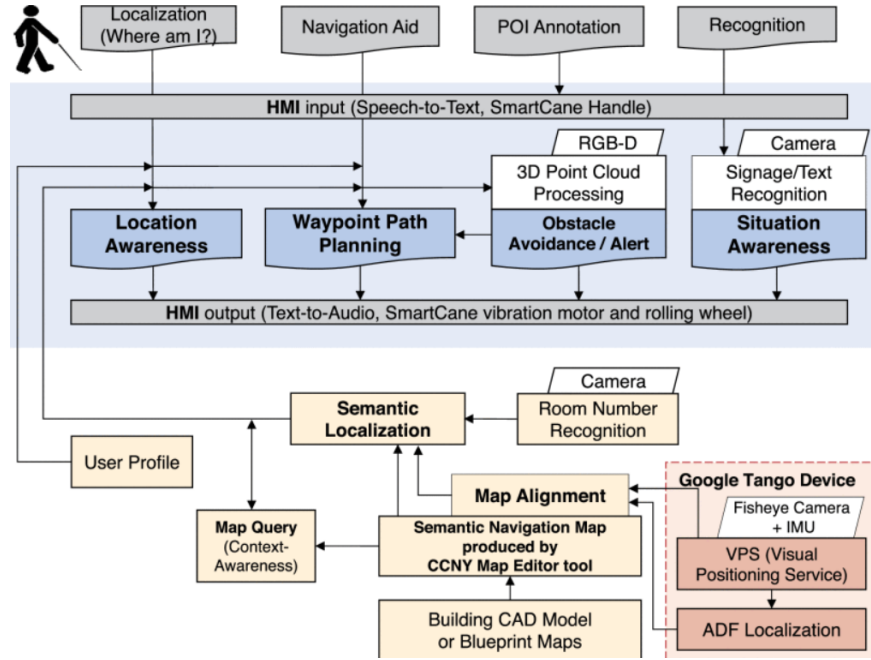 Localization
(Where am I?)
Navigation Aid
POI Annotation
Recognition
HMI input (Speech-to-Text, SmartCane Handle)
RGB-D
Camera
3D Point Cloud
Processing
Signage/Text
Recognition
Location
Awareness
Waypoint Path
Planning
Obstacle
Avoidance / Alert
Situation
Awareness
HMI output (Text-to-Audio, SmartCane vibration motor and rolling wheel)
Camera
Semantic
Localization
Room Number
Recognition
User Profile
Map Alignment
Google Tango Device
Fisheye Camera
+ IMU
Map Query
(Context-
Awareness)
Semantic Navigation Map
produced by
CCNY Map Editor tool
VPS (Visual
Positioning Service)
Building CAD Model
or Blueprint Maps
ADF Localization